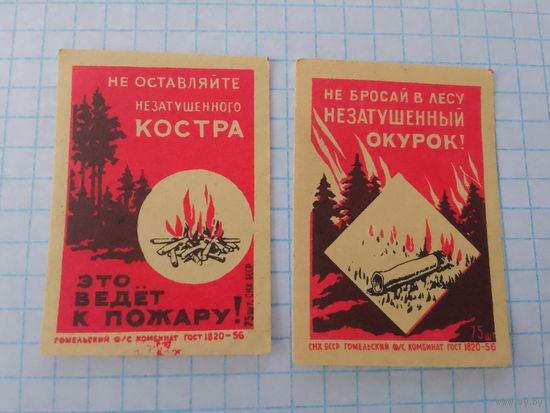 НЕ ОСТАВЛЯЙТЕ
НЕЗАТУШЕННОГО
КОСТРА
ЭТО
ВЕДЁТ
К ПОЖАРУ!
75 ШТ. СНХ БССР
ГОМЕЛЬСКИЙ Ф/С КОМБИНАТ ГОСТ 1820-56
НЕ БРОСАЙ В ЛЕСУ
НЕЗАТУШЕННЫЙ
ОКУРОК!
75 шт
СНХ БССР ГОМЕЛЬСКИЙ Ф/С КОМБИНАТ ГОСТ 1820-56